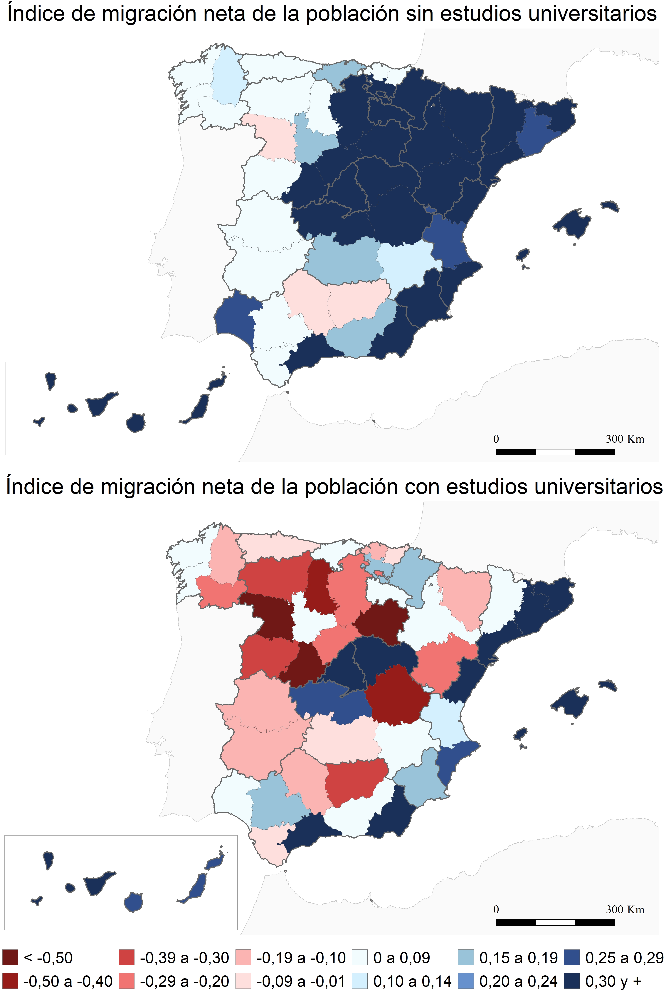 Índice de migración neta de la población sin estudios universitarios
0 300 Km
Índice de migración neta de la población con estudios universitarios
0 300 Km
< -0,50 -0,39 a -0,30 -0,19 a -0,10 0 a 0,09 0,15 a 0,19 0,25 a 0,29
-0,50 a -0,40 -0,29 a -0,20 -0,09 a -0,01 0,10 a 0,14 0,20 a 0,24 0,30 y +